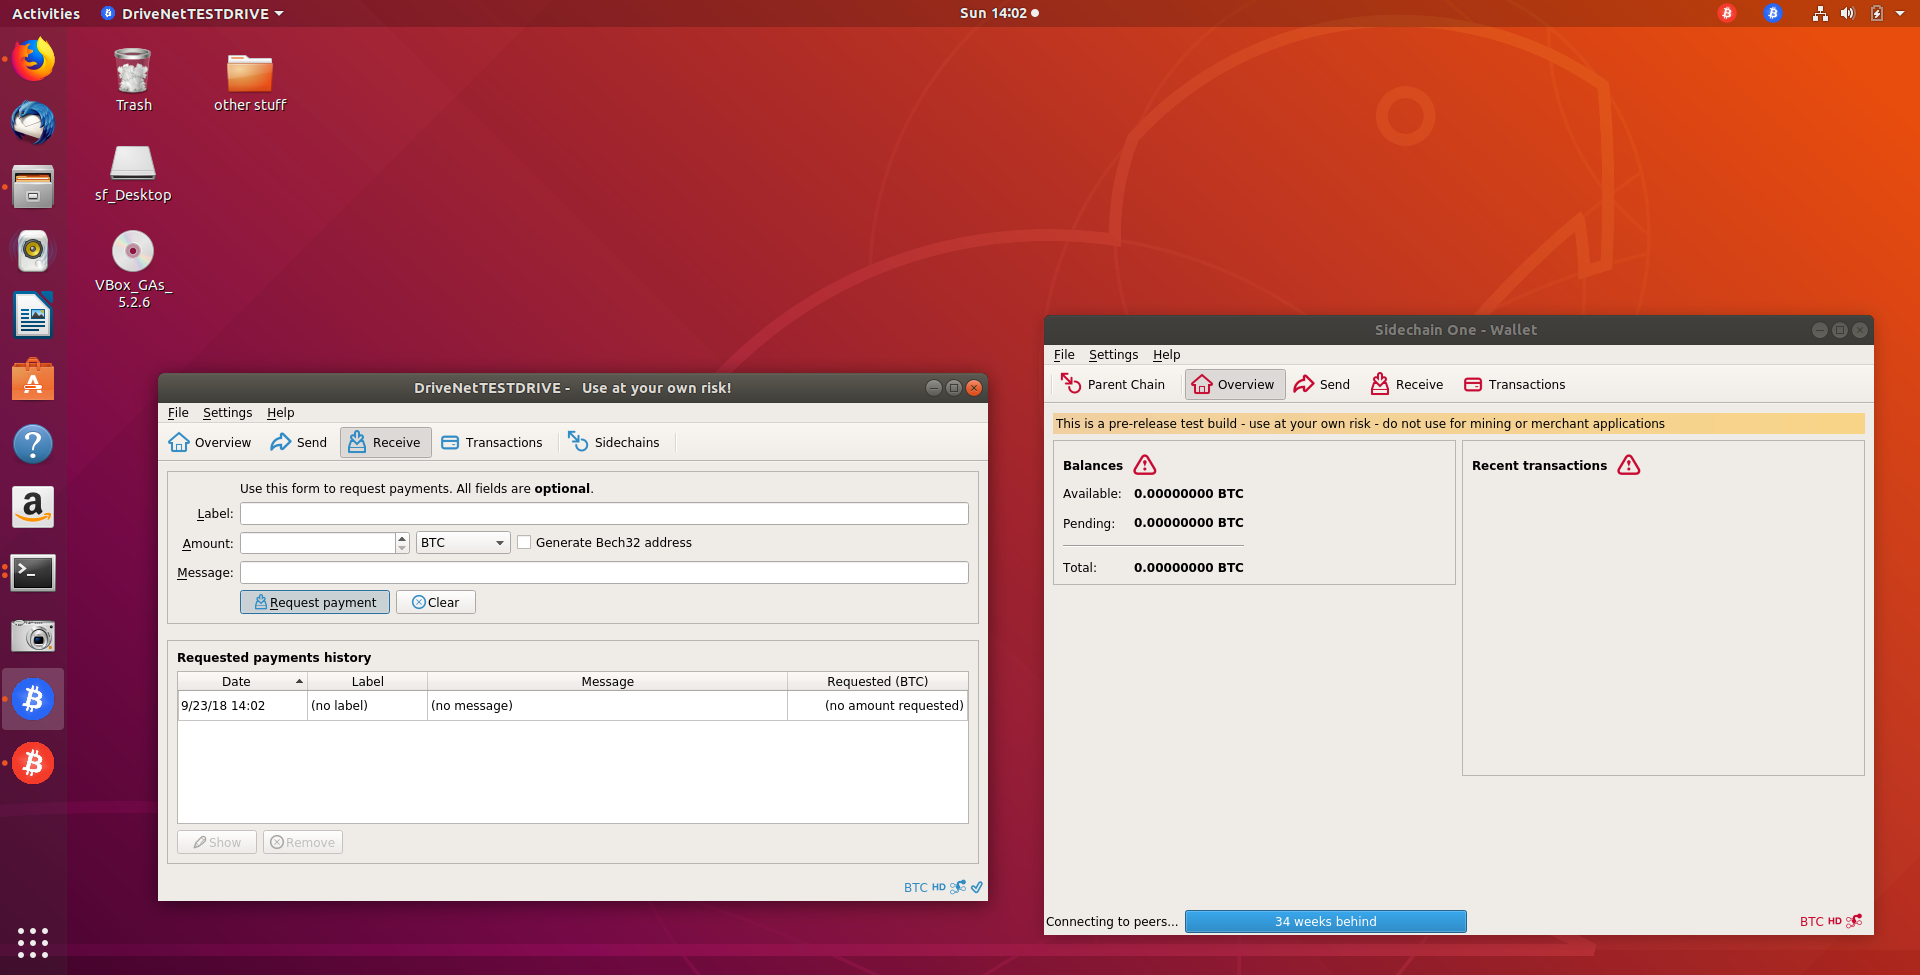 Activities
DriveNetTESTDRIVE
Sun 14:02
Trash
other stuff
sf_Desktop
VBox_GAs_
5.2.6
DriveNetTESTDRIVE - Use at your own risk!
File Settings Help
Overview Send Receive Transactions Sidechains
Use this form to request payments. All fields are optional.
Label:
Amount: BTC Generate Bech32 address
Message:
Request payment Clear
Requested payments history
Date Label Message Requested (BTC)
9/23/18 14:02 (no label) (no message) (no amount requested)
Show Remove
BTC HD
Sidechain One - Wallet
File Settings Help
Parent Chain Overview Send Receive Transactions
This is a pre-release test build - use at your own risk - do not use for mining or merchant applications
Balances
Available: 0.00000000 BTC
Pending: 0.00000000 BTC
Total: 0.00000000 BTC
Recent transactions
Connecting to peers... 34 weeks behind
BTC HD